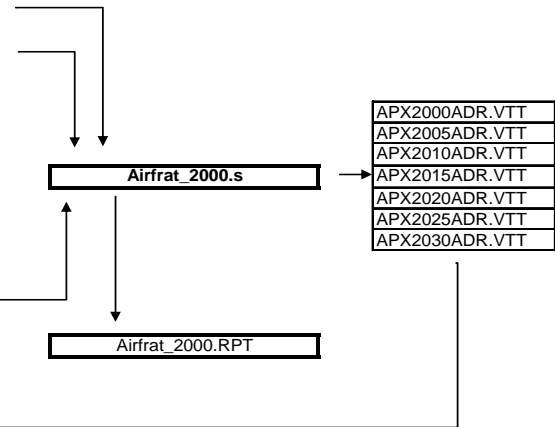 APX2000ADR.VTT
APX2005ADR.VTT
APX2010ADR.VTT
Airfrat_2000.s
APX2015ADR.VTT
APX2020ADR.VTT
APX2025ADR.VTT
APX2030ADR.VTT
Airfrat_2000.RPT